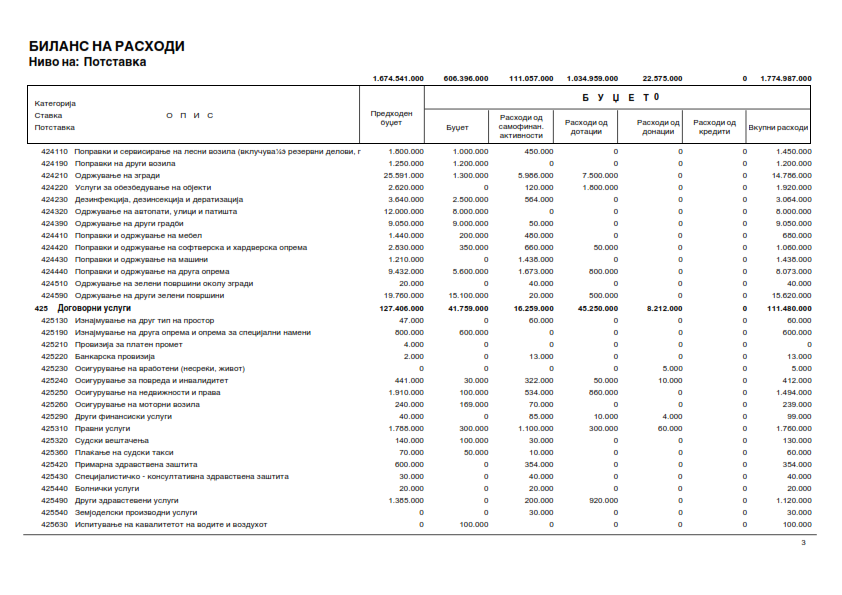 БИЛАНС НА РАСХОДИ
Ниво на: Потставка
1.674.541.000 606.396.000 111.057.000 1.034.959.000 22.575.000 0 1.774.987.000
Категорија
Ставка О П И С
Потставка
Предходен буџет
Б У Џ Е Т 0
Буџет
Расходи од самофинан. активности
Расходи од дотации
Расходи од донации
Расходи од кредити
Вкупни расходи
424110 Поправки и сервисирање на лесни возила (вклучува⅛ѕ резервни делови, г 1.800.000 1.000.000 450.000 0 0 0 1.450.000
424190 Поправки на други возила 1.250.000 1.200.000 0 0 0 0 1.200.000
424210 Одржување на згради 25.591.000 1.300.000 5.986.000 7.500.000 0 0 14.786.000
424220 Услуги за обезбедување на објекти 2.620.000 0 120.000 1.800.000 0 0 1.920.000
424230 Дезинфекција, дезинсекција и дератизација 3.640.000 2.500.000 564.000 0 0 0 3.064.000
424320 Одржување на автопати, улици и патишта 12.000.000 8.000.000 0 0 0 0 8.000.000
424390 Одржување на други градби 9.050.000 9.000.000 50.000 0 0 0 9.050.000
424410 Поправки и одржување на мебел 1.440.000 200.000 480.000 0 0 0 680.000
424420 Поправки и одржување на софтверска и хардверска опрема 2.830.000 350.000 660.000 50.000 0 0 1.060.000
424430 Поправки и одржување на машини 1.210.000 0 1.438.000 0 0 0 1.438.000
424440 Поправки и одржување на друга опрема 9.432.000 5.600.000 1.673.000 800.000 0 0 8.073.000
424510 Одржување на зелени површини околу згради 20.000 0 40.000 0 0 0 40.000
424590 Одржување на други зелени површини 19.760.000 15.100.000 20.000 500.000 0 0 15.620.000
425 Договорни услуги 127.406.000 41.759.000 16.259.000 45.250.000 8.212.000 0 111.480.000
425130 Изнајмување на друг тип на простор 47.000 0 60.000 0 0 0 60.000
425190 Изнајмување на друга опрема и опрема за специјални намени 800.000 600.000 0 0 0 0 600.000
425210 Провизија за платен промет 4.000 0 0 0 0 0 0
425220 Банкарска провизија 2.000 0 13.000 0 0 0 13.000
425230 Осигурување на вработени (несреќи, живот) 0 0 0 0 5.000 0 5.000
425240 Осигурување за повреда и инвалидитет 441.000 30.000 322.000 50.000 10.000 0 412.000
425250 Осигурување на недвижности и права 1.910.000 100.000 534.000 860.000 0 0 1.494.000
425260 Осигурување на моторни возила 240.000 169.000 70.000 0 0 0 239.000
425290 Други финансиски услуги 40.000 0 85.000 10.000 4.000 0 99.000
425310 Правни услуги 1.788.000 300.000 1.100.000 300.000 60.000 0 1.760.000
425320 Судски вештачења 140.000 100.000 30.000 0 0 0 130.000
425360 Плаќање на судски такси 70.000 50.000 10.000 0 0 0 60.000
425420 Примарна здравствена заштита 600.000 0 354.000 0 0 0 354.000
425430 Специјалистичко - консултативна здравствена заштита 30.000 0 40.000 0 0 0 40.000
425440 Болнички услуги 20.000 0 20.000 0 0 0 20.000
425490 Други здравствевени услуги 1.385.000 0 200.000 920.000 0 0 1.120.000
425540 Земјоделски производни услуги 0 0 30.000 0 0 0 30.000
425630 Испитување на кавалитетот на водите и воздухот 0 100.000 0 0 0 0 100.000
3